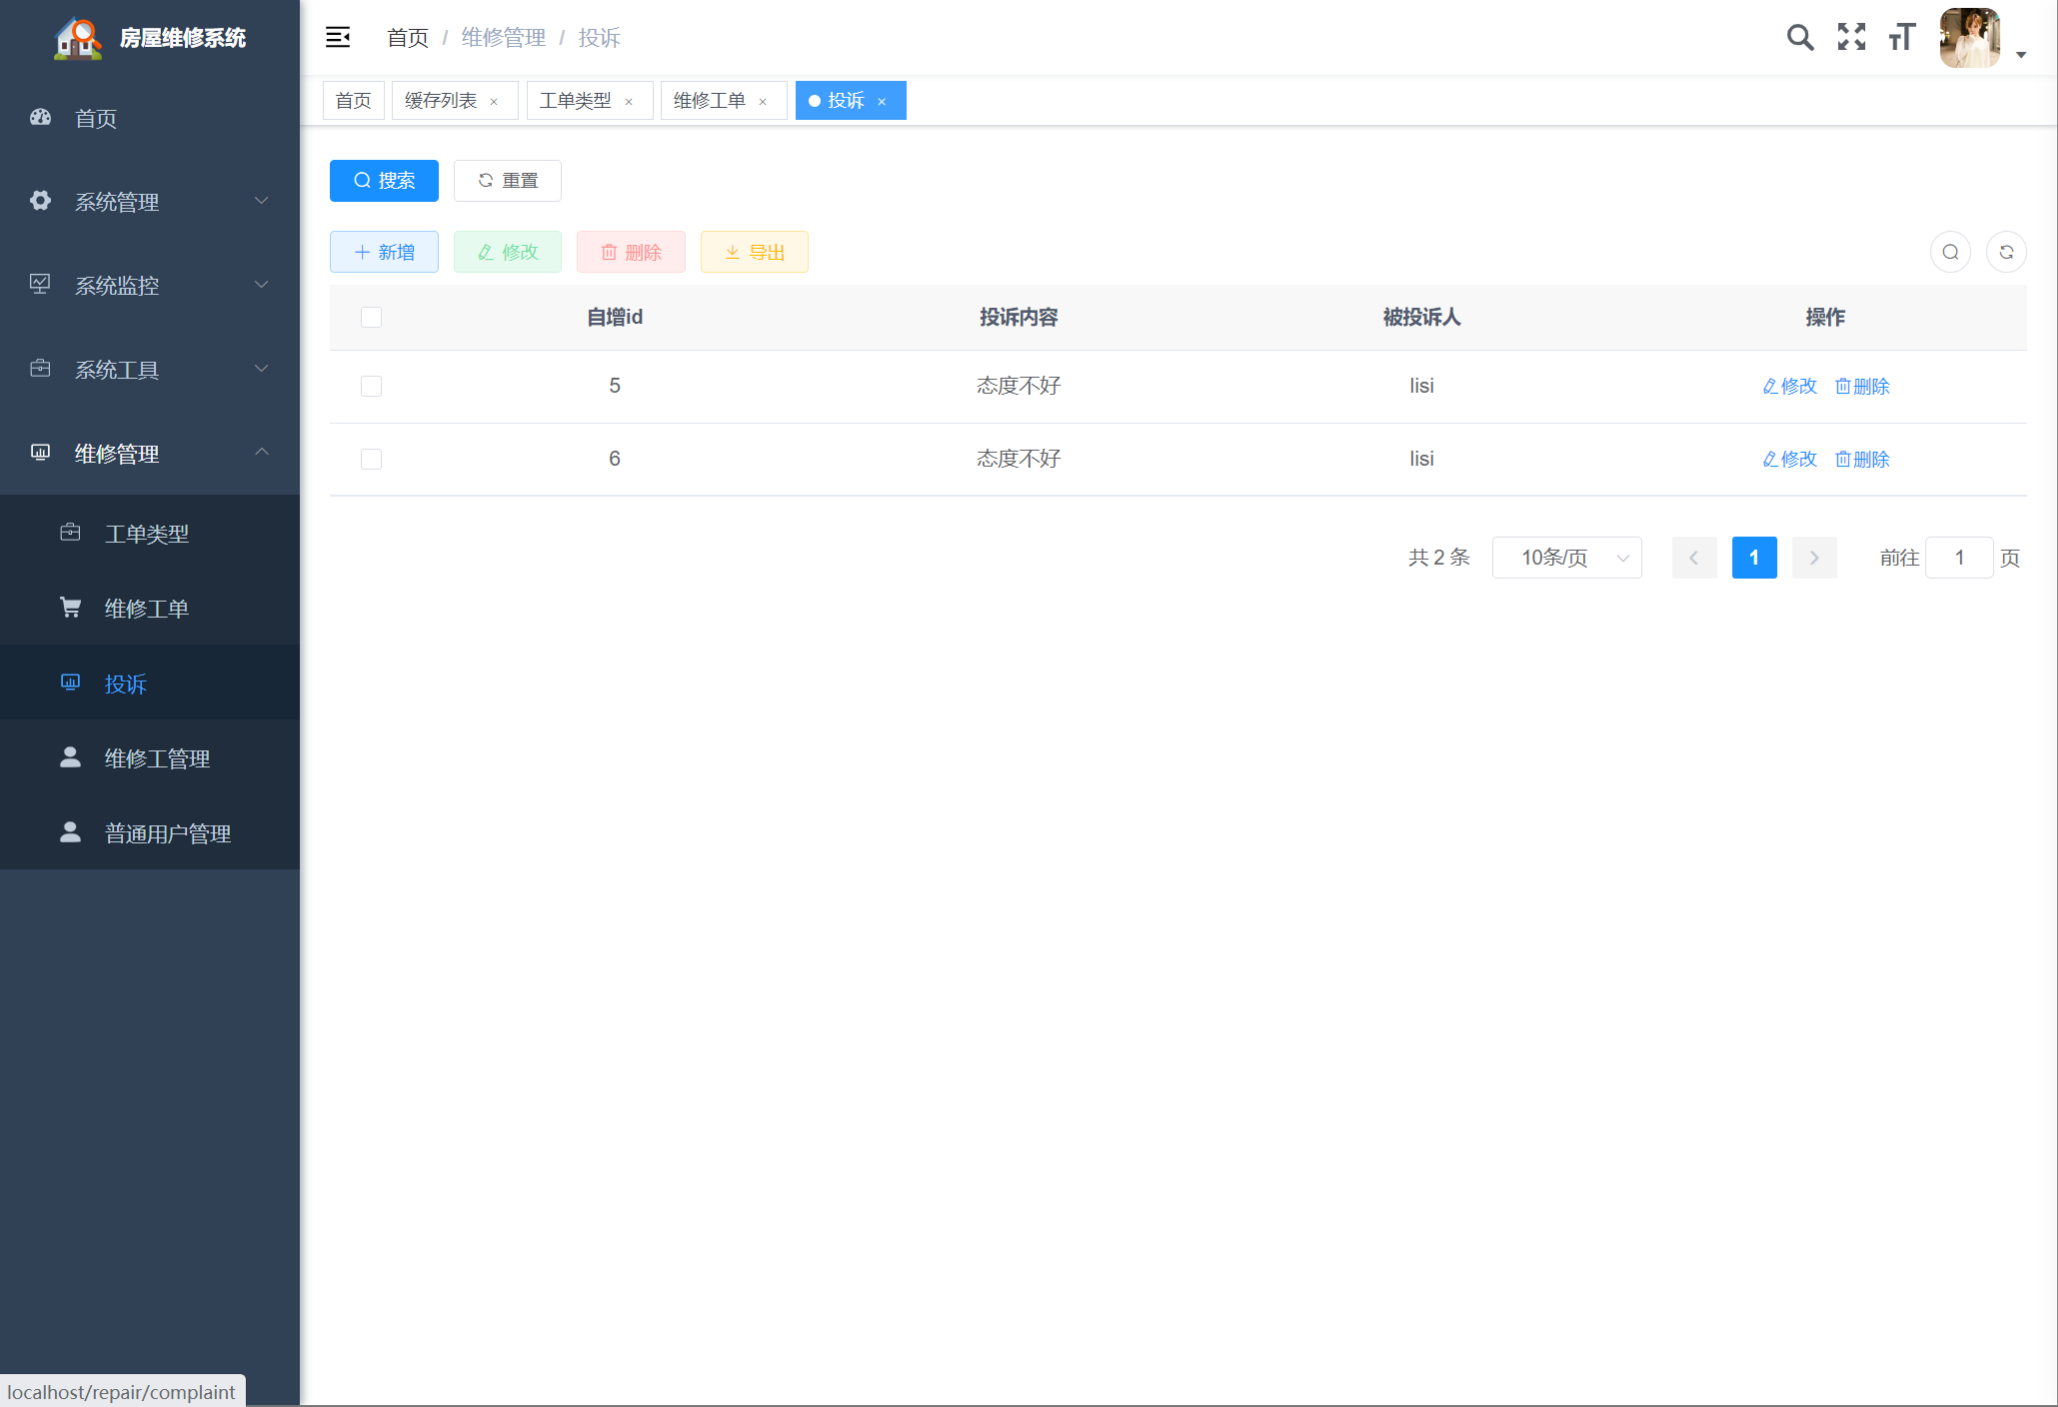 房屋维修系统
首页 / 维修管理 / 投诉
首页
缓存列表 ×
工单类型 ×
维修工单 ×
投诉 ×
首页
系统管理
系统监控
系统工具
维修管理
工单类型
维修工单
投诉
维修工管理
普通用户管理
搜索 重置
新增 修改 删除 导出
自增id 投诉内容 被投诉人 操作
5 态度不好 lisi 修改 删除
6 态度不好 lisi 修改 删除
共 2 条 10条/页 1 前往 1 页
localhost/repair/complaint